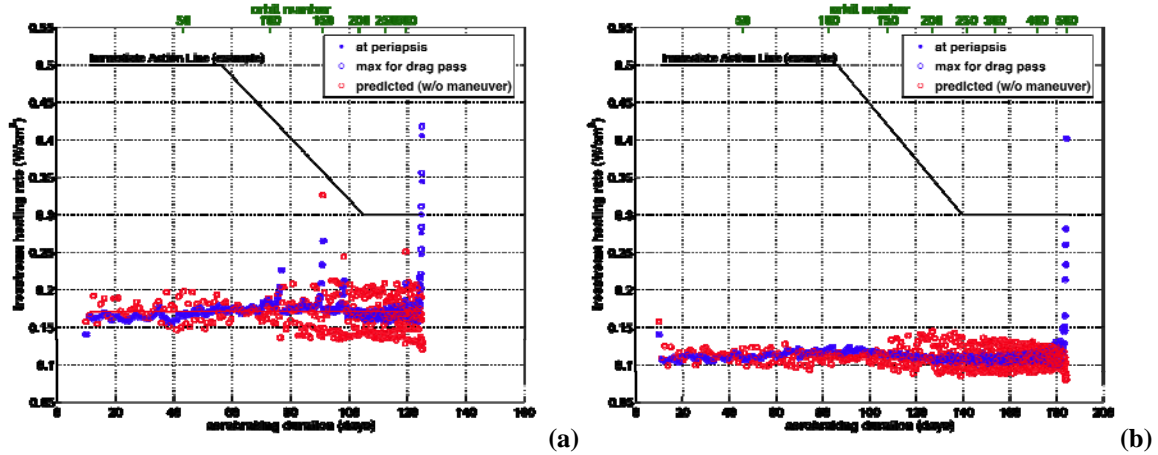 orbit number
50 100 150 200 250 300
0.55
0.5
0.45
0.4
0.35
0.3
0.25
0.2
0.15
0.1
0.05
freestream heating rate (W/cm²)
Immediate Action Line (example)
at periapsis
max for drag pass
predicted (w/o maneuver)
0 20 40 60 80 100 120 140 160
aerobraking duration (days)
(a)
orbit number
50 100 150 200 250 300 400 500
0.55
0.5
0.45
0.4
0.35
0.3
0.25
0.2
0.15
0.1
0.05
freestream heating rate (W/cm²)
Immediate Action Line (example)
at periapsis
max for drag pass
predicted (w/o maneuver)
0 20 40 60 80 100 120 140 160 180 200
aerobraking duration (days)
(b)